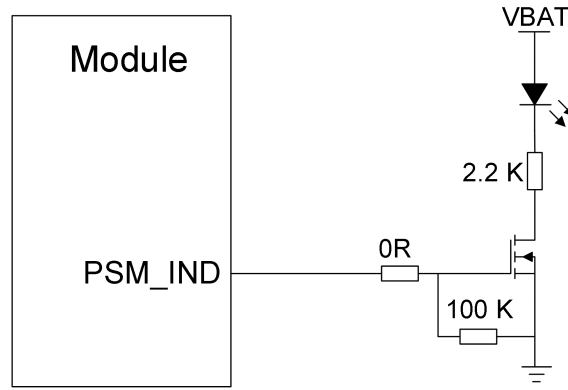 VBAT
Module
2.2 K
0R
PSM_IND
100 K